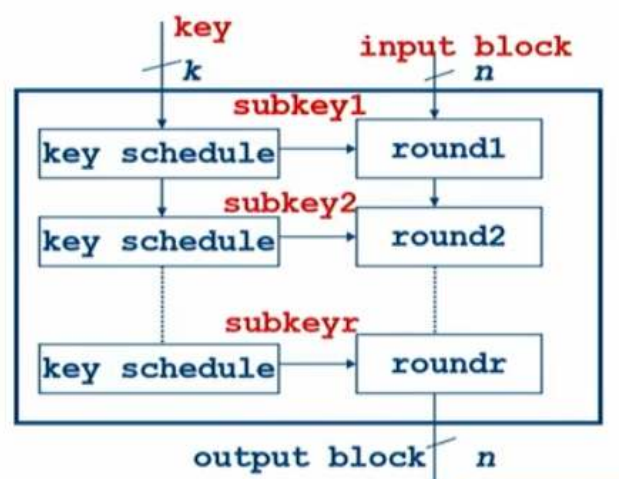 key
k
input block
n
subkey1
key schedule
round1
subkey2
key schedule
round2
subkeyr
key schedule
roundr
output block
n